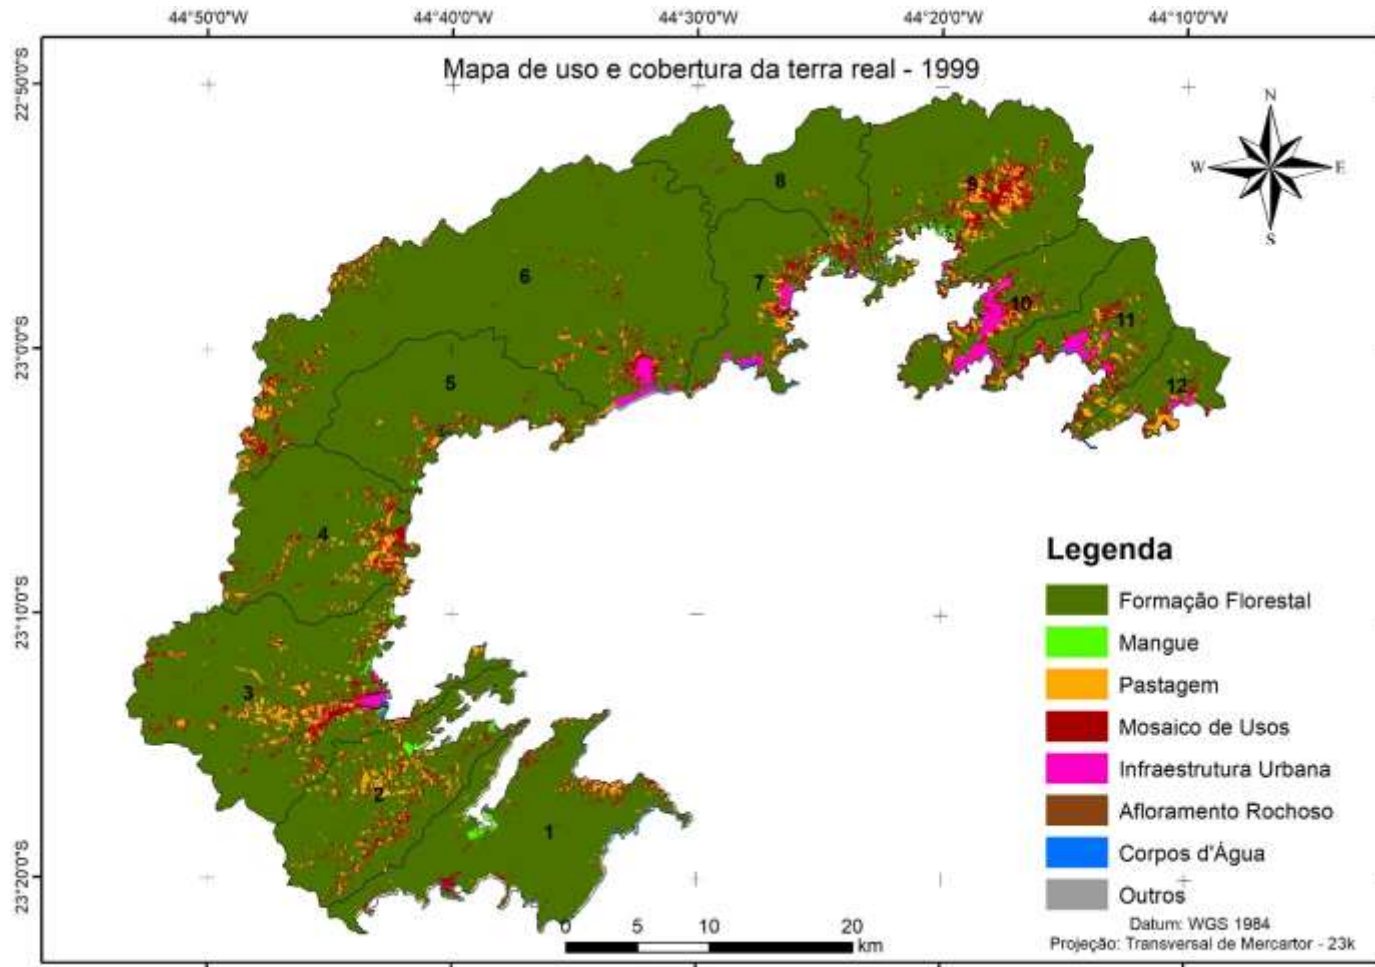 44°50'0"W 44°40'0"W 44°30'0"W 44°20'0"W 44°10'0"W
Mapa de uso e cobertura da terra real - 1999
22°50'0"S
N
W E
S
8
9
6
7
10
11
23°0'0"S
5
12
4
Legenda
Formação Florestal
23°10'0"S
Mangue
Pastagem
3
Mosaico de Usos
Infraestrutura Urbana
2
Afloramento Rochoso
1
Corpos d'Água
23°20'0"S
Outros
0 5 10 20
km
Datum: WGS 1984
Projeção: Transversal de Mercartor - 23k